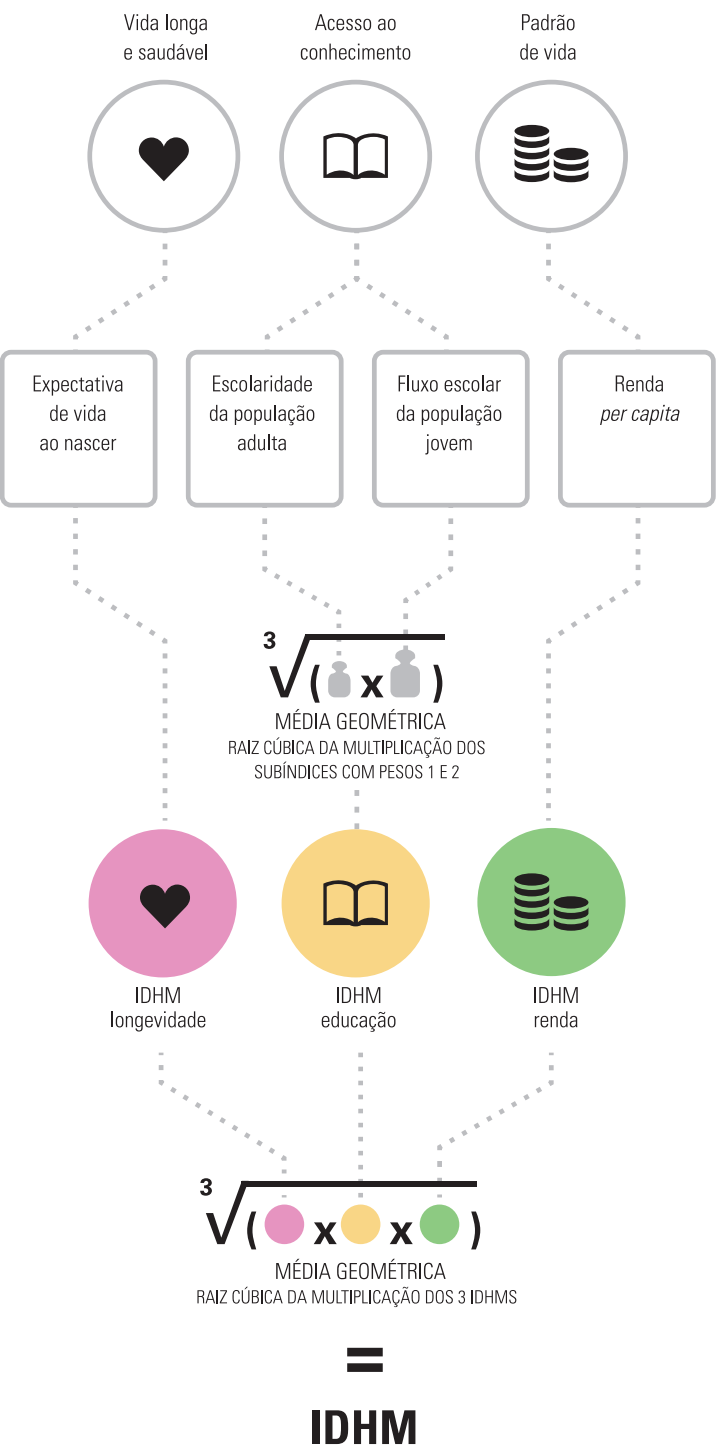 Vida longa
e saudável
Acesso ao
conhecimento
Padrão
de vida
Expectativa
de vida
ao nascer
Escolaridade
da população
adulta
Fluxo escolar
da população
jovem
Renda
per capita
3
√( x )
MÉDIA GEOMÉTRICA
RAIZ CÚBICA DA MULTIPLICAÇÃO DOS
SUBÍNDICES COM PESOS 1 E 2
IDHM
longevidade
IDHM
educação
IDHM
renda
3
√( x x )
MÉDIA GEOMÉTRICA
RAIZ CÚBICA DA MULTIPLICAÇÃO DOS 3 IDHMS
=
IDHM